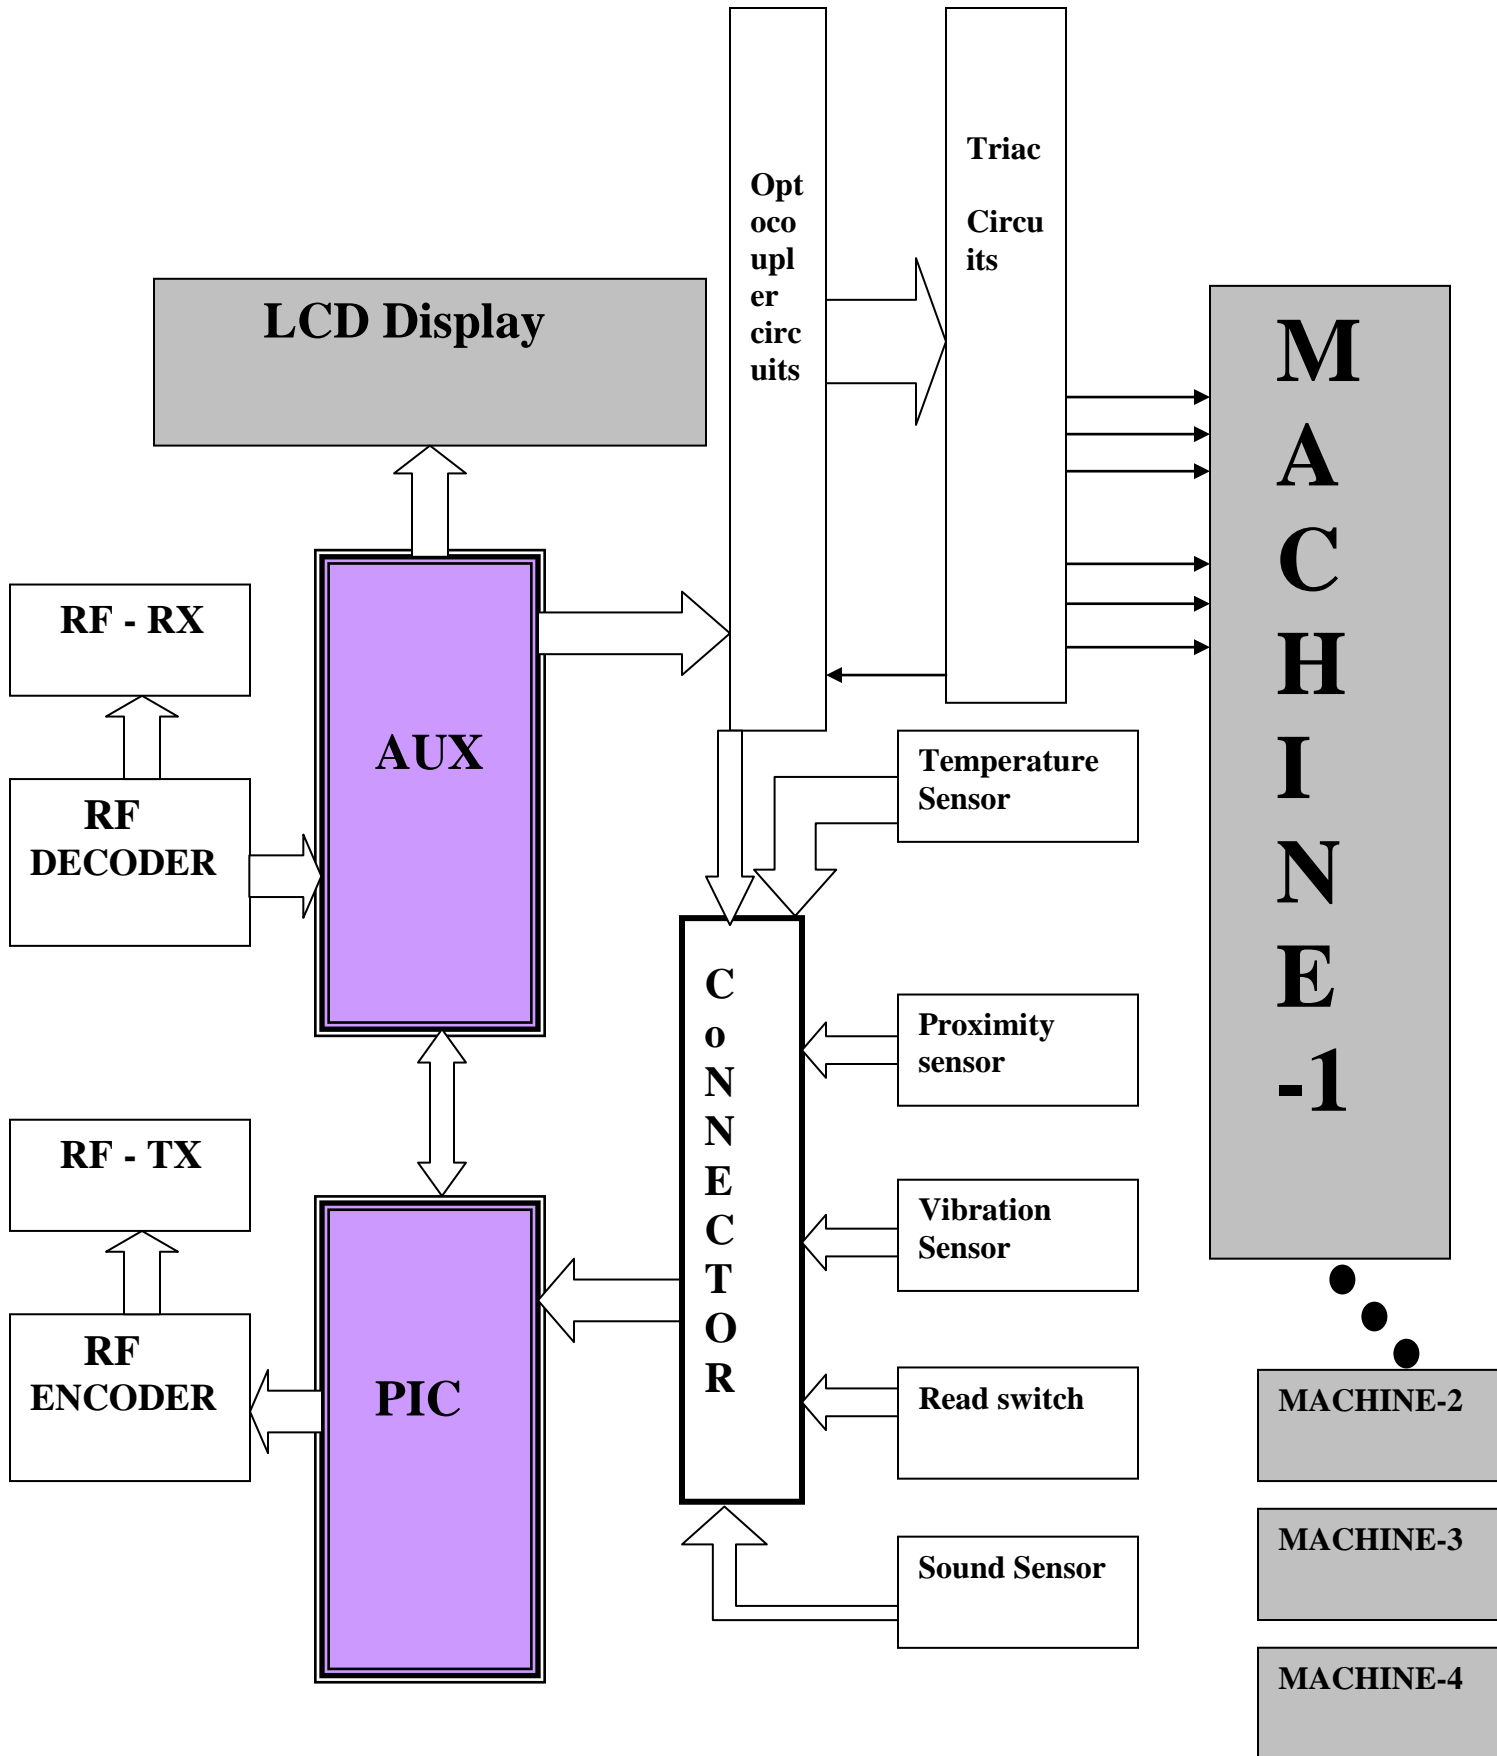 Triac
Circu
its
Opt
oco
upl
er
circ
uits
LCD Display
M
A
C
H
I
N
E
-1
RF - RX
AUX
RF
DECODER
Temperature
Sensor
C
o
N
N
E
C
T
O
R
Proximity
sensor
RF - TX
Vibration
Sensor
RF
ENCODER
PIC
Read switch
MACHINE-2
Sound Sensor
MACHINE-3
MACHINE-4